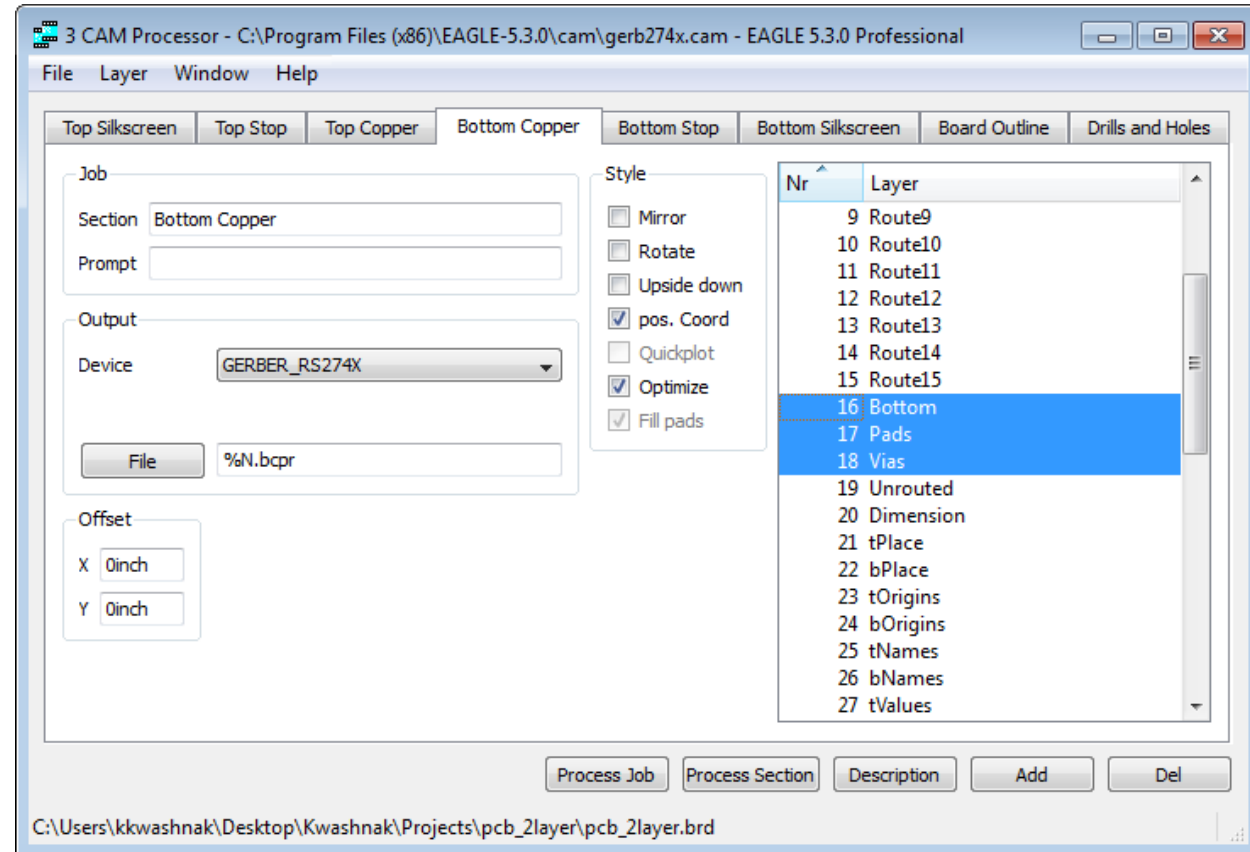 3 CAM Processor - C:\Program Files (x86)\EAGLE-5.3.0\cam\gerb274x.cam - EAGLE 5.3.0 Professional
File Layer Window Help
Top Silkscreen Top Stop Top Copper Bottom Copper Bottom Stop Bottom Silkscreen Board Outline Drills and Holes
Job
Section Bottom Copper
Prompt
Output
Device GERBER_RS274X
File %N.bcpr
Offset
X 0inch
Y 0inch
Style
Mirror
Rotate
Upside down
pos. Coord
Quickplot
Optimize
Fill pads
Nr Layer
9 Route9
10 Route10
11 Route11
12 Route12
13 Route13
14 Route14
15 Route15
16 Bottom
17 Pads
18 Vias
19 Unrouted
20 Dimension
21 tPlace
22 bPlace
23 tOrigins
24 bOrigins
25 tNames
26 bNames
27 tValues
Process Job Process Section Description Add Del
C:\Users\kkwashnak\Desktop\Kwashnak\Projects\pcb_2layer\pcb_2layer.brd